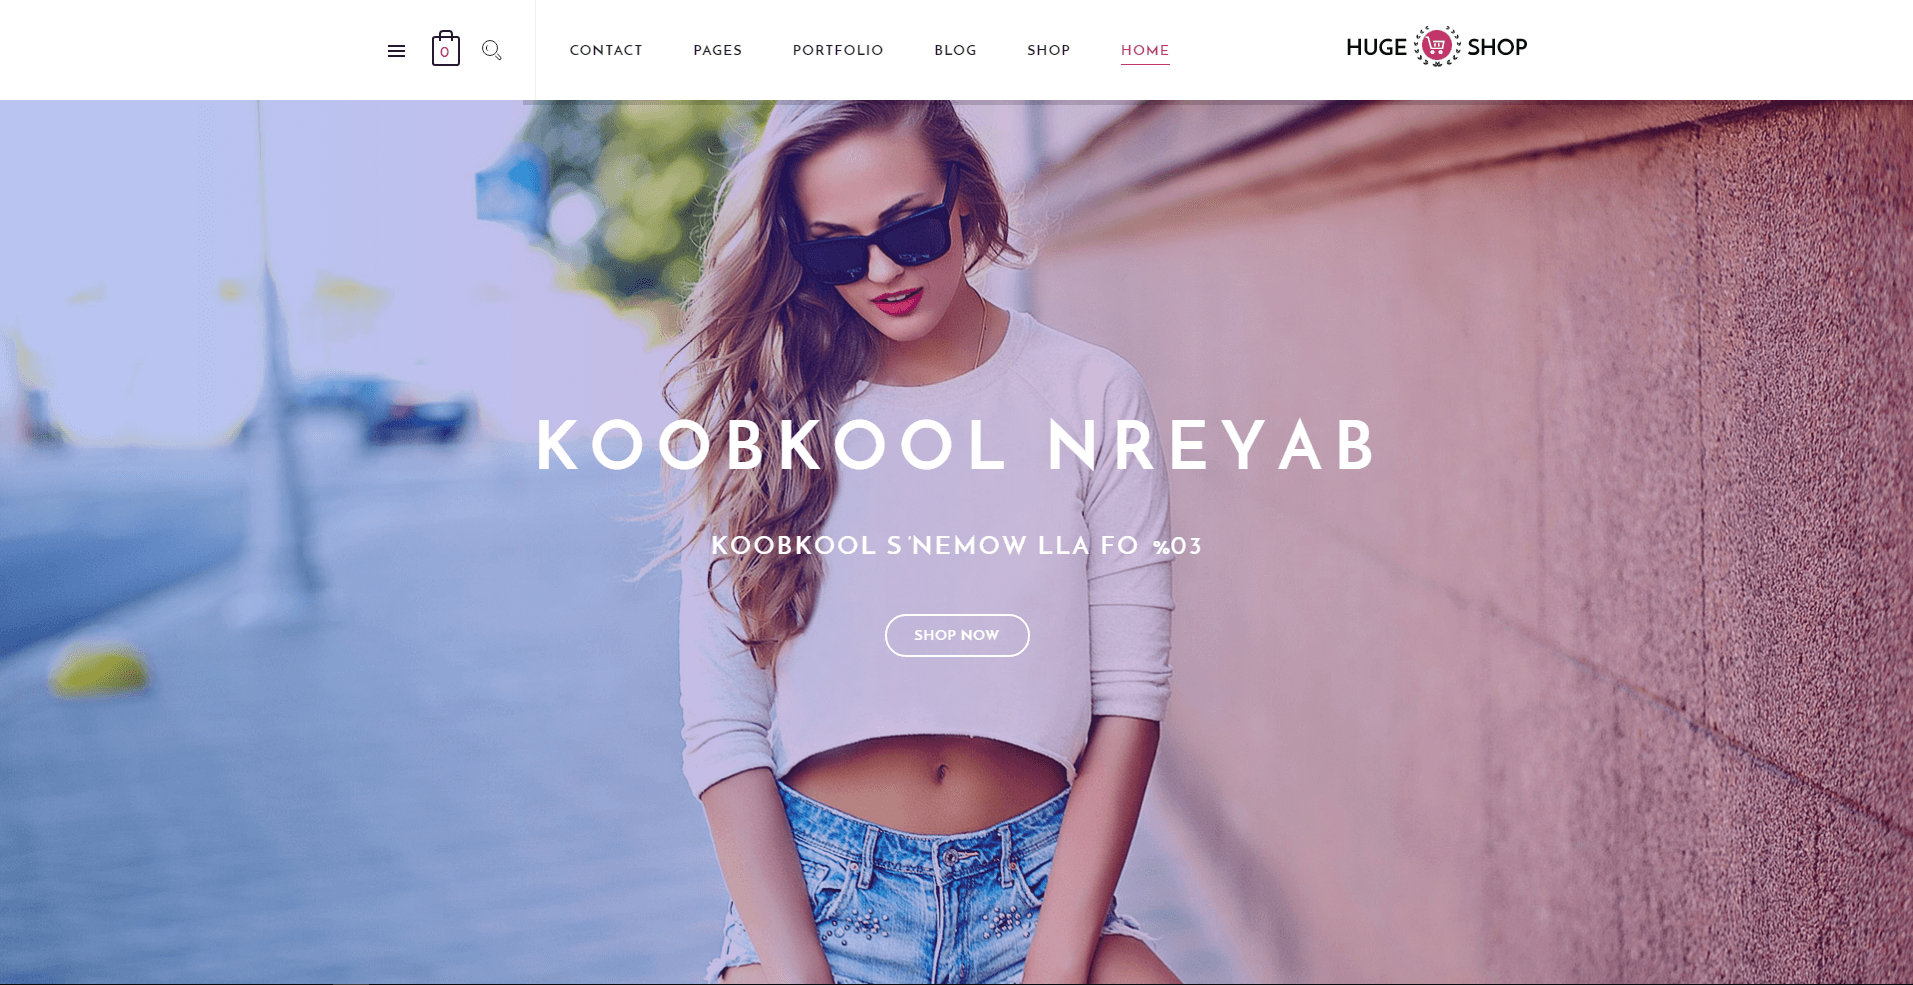 0
CONTACT PAGES PORTFOLIO BLOG SHOP HOME
HUGE SHOP
KOOBKOOL NREYAB
KOOBKOOL S'NEMOW LLA FO %03
SHOP NOW